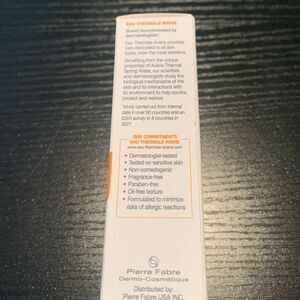 EAU THERMALE AVENE
Brand recommended by
dermatologists*.
Eau Thermale Avene provides
care dedicated to all skin
types, even the most sensitive.
Benefiting from the unique
properties of Avene Thermal
Spring Water, our scientists
and dermatologists study the
biological mechanisms of the
skin and its interactions with
its environment to help soothe,
protect and restore.
*study carried out from internal
data in over 90 countries and an
IQVIA survey in 8 countries in
2021
OUR COMMITMENTS
EAU THERMALE AVENE
www.eau-thermale-avene.com
• Dermatologist-tested
• Tested on sensitive skin
• Non-comedogenic
• Fragrance-free
• Paraben-free
• Oil-free texture
• Formulated to minimize
risks of allergic reactions
Pierre Fabre
Dermo-Cosmétique
Distributed by:
Pierre Fabre USA INC.